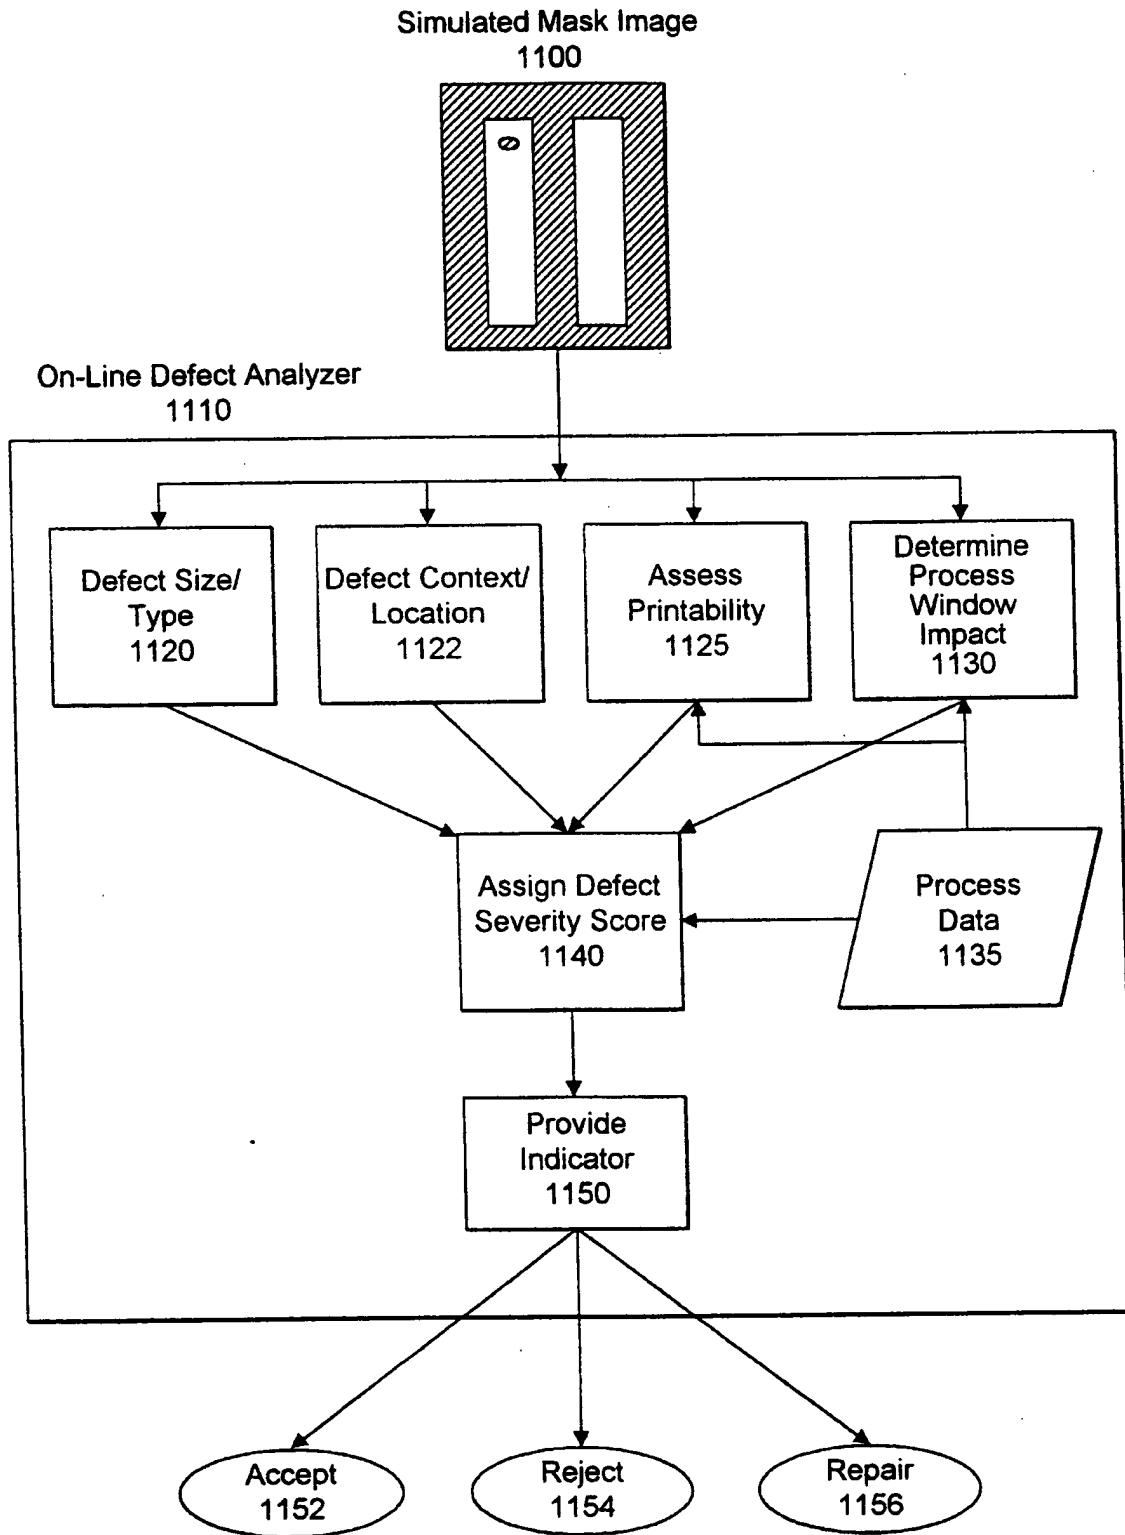 Simulated Mask Image
1100
On-Line Defect Analyzer
1110
Defect Size/
Type
1120
Defect Context/
Location
1122
Assess
Printability
1125
Determine
Process
Window
Impact
1130
Assign Defect
Severity Score
1140
Process
Data
1135
Provide
Indicator
1150
Accept
1152
Reject
1154
Repair
1156